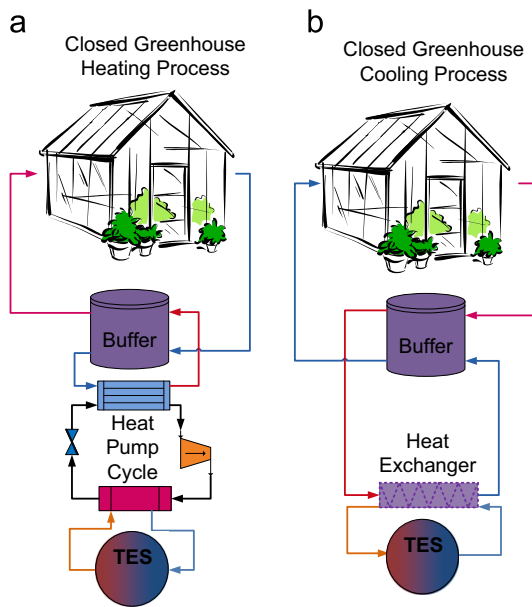 a
Closed Greenhouse
Heating Process
Buffer
Heat
Pump
Cycle
TES
b
Closed Greenhouse
Cooling Process
Buffer
Heat
Exchanger
TES